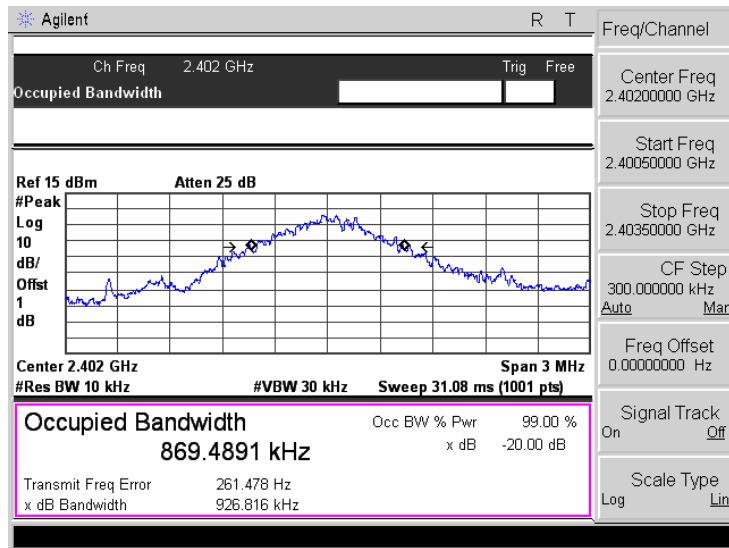 Agilent R T
Freq/Channel
Ch Freq 2.402 GHz Trig Free
Occupied Bandwidth
Center Freq
2.40200000 GHz
Start Freq
2.40050000 GHz
Stop Freq
2.40350000 GHz
CF Step
300.000000 kHz
Auto Man
Freq Offset
0.00000000 Hz
Signal Track
On Off
Scale Type
Log Lin
Ref 15 dBm Atten 25 dB
#Peak
Log
10
dB/
Offst
1
dB
Center 2.402 GHz Span 3 MHz
#Res BW 10 kHz #VBW 30 kHz Sweep 31.08 ms (1001 pts)
Occupied Bandwidth
869.4891 kHz
Occ BW % Pwr 99.00 %
x dB -20.00 dB
Transmit Freq Error 261.478 Hz
x dB Bandwidth 926.816 kHz